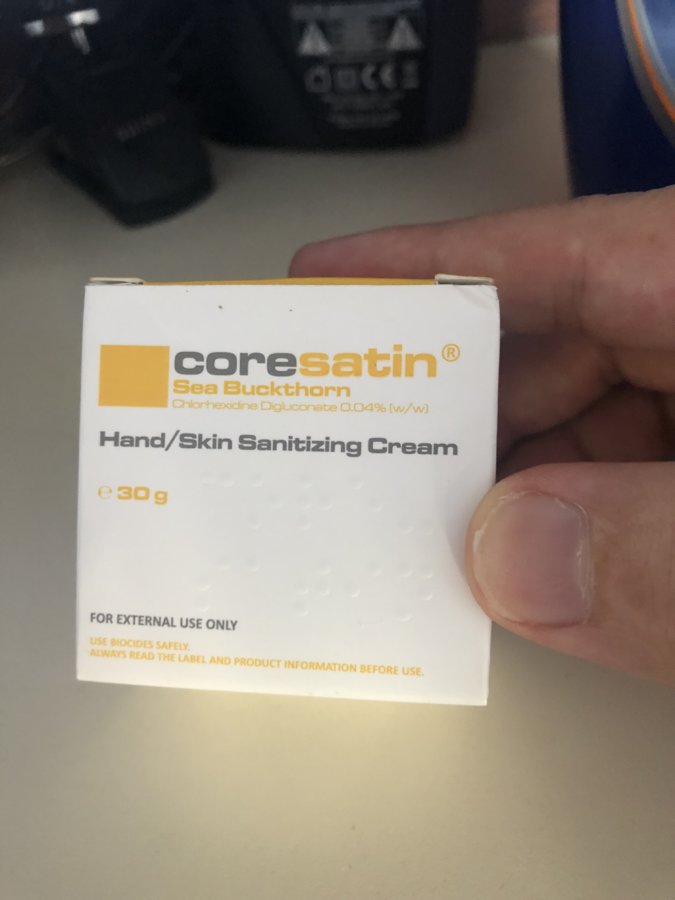 coresatin®
Sea Buckthorn
Chlorhexidine Digluconate 0.04% (w/w)
Hand/Skin Sanitizing Cream
℮ 30 g
FOR EXTERNAL USE ONLY
USE BIOCIDES SAFELY.
ALWAYS READ THE LABEL AND PRODUCT INFORMATION BEFORE USE.